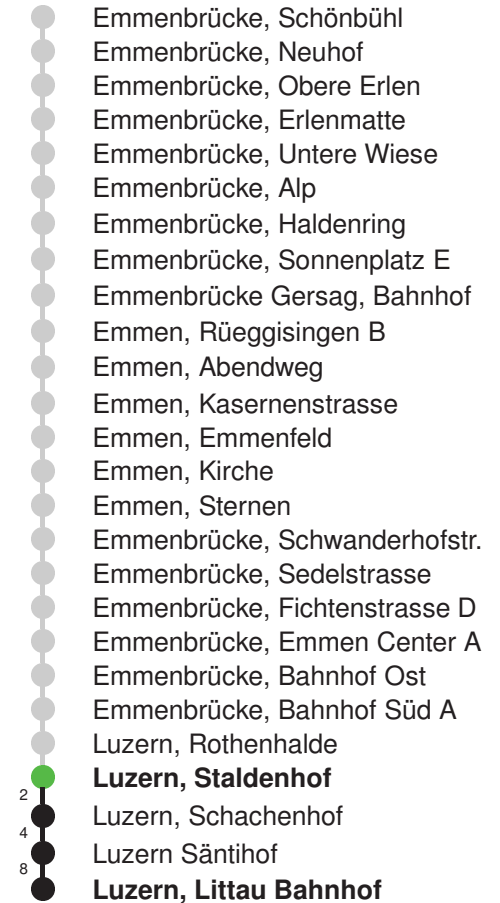 Emmenbrücke, Schönbühl
Emmenbrücke, Neuhof
Emmenbrücke, Obere Erlen
Emmenbrücke, Erlenmatte
Emmenbrücke, Untere Wiese
Emmenbrücke, Alp
Emmenbrücke, Haldenring
Emmenbrücke, Sonnenplatz E
Emmenbrücke Gersag, Bahnhof
Emmen, Rüeggisingen B
Emmen, Abendweg
Emmen, Kasernenstrasse
Emmen, Emmenfeld
Emmen, Kirche
Emmen, Sternen
Emmenbrücke, Schwanderhofstr.
Emmenbrücke, Sedelstrasse
Emmenbrücke, Fichtenstrasse D
Emmenbrücke, Emmen Center A
Emmenbrücke, Bahnhof Ost
Emmenbrücke, Bahnhof Süd A
Luzern, Rothenhalde
Luzern, Staldenhof
2
Luzern, Schachenhof
4
Luzern Säntihof
8
Luzern, Littau Bahnhof